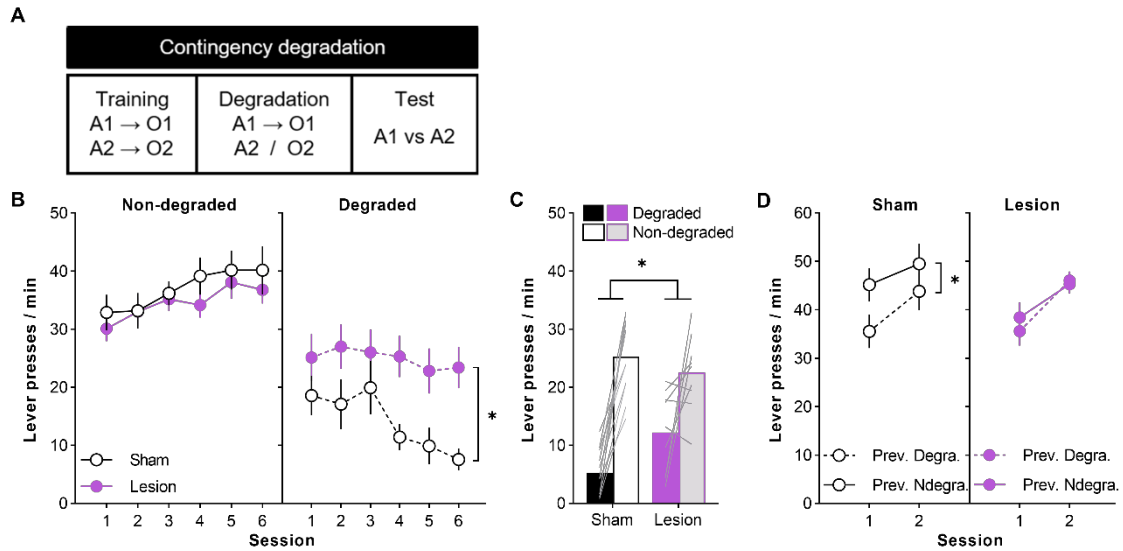 A
Contingency degradation
Training
A1 → O1
A2 → O2
Degradation
A1 → O1
A2 / O2
Test
A1 vs A2
B
Non-degraded
Degraded
Lever presses / min
50
40
30
20
10
0
Sham
Lesion
*
1 2 3 4 5 6
1 2 3 4 5 6
Session
C
Degraded
Non-degraded
*
Lever presses / min
50
40
30
20
10
0
Sham Lesion
D
Sham
Lesion
Lever presses / min
60
50
40
30
20
10
0
*
Prev. Degra.
Prev. Ndegra.
Prev. Degra.
Prev. Ndegra.
1 2
1 2
Session